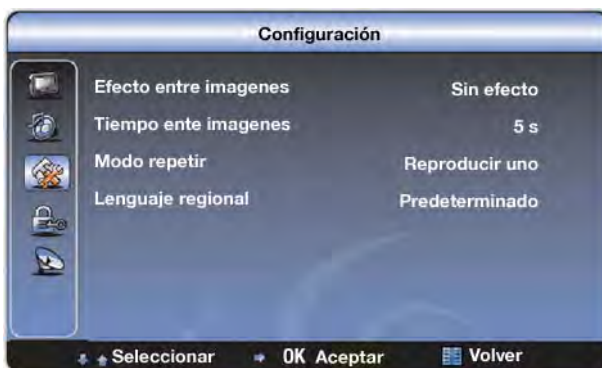 Configuración
Efecto entre imagenes Sin efecto
Tiempo ente imagenes 5 s
Modo repetir Reproducir uno
Lenguaje regional Predeterminado
Seleccionar OK Aceptar Volver